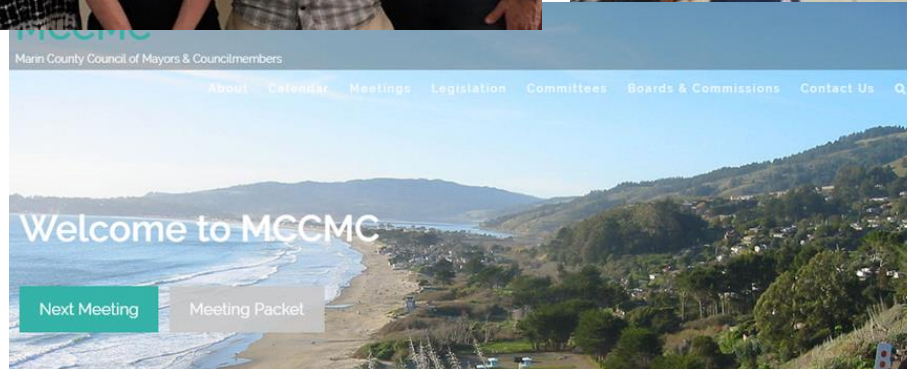 MCCMC
Marin County Council of Mayors & Councilmembers
About Calendar Meetings Legislation Committees Boards & Commissions Contact Us
Welcome to MCCMC
Next Meeting Meeting Packet